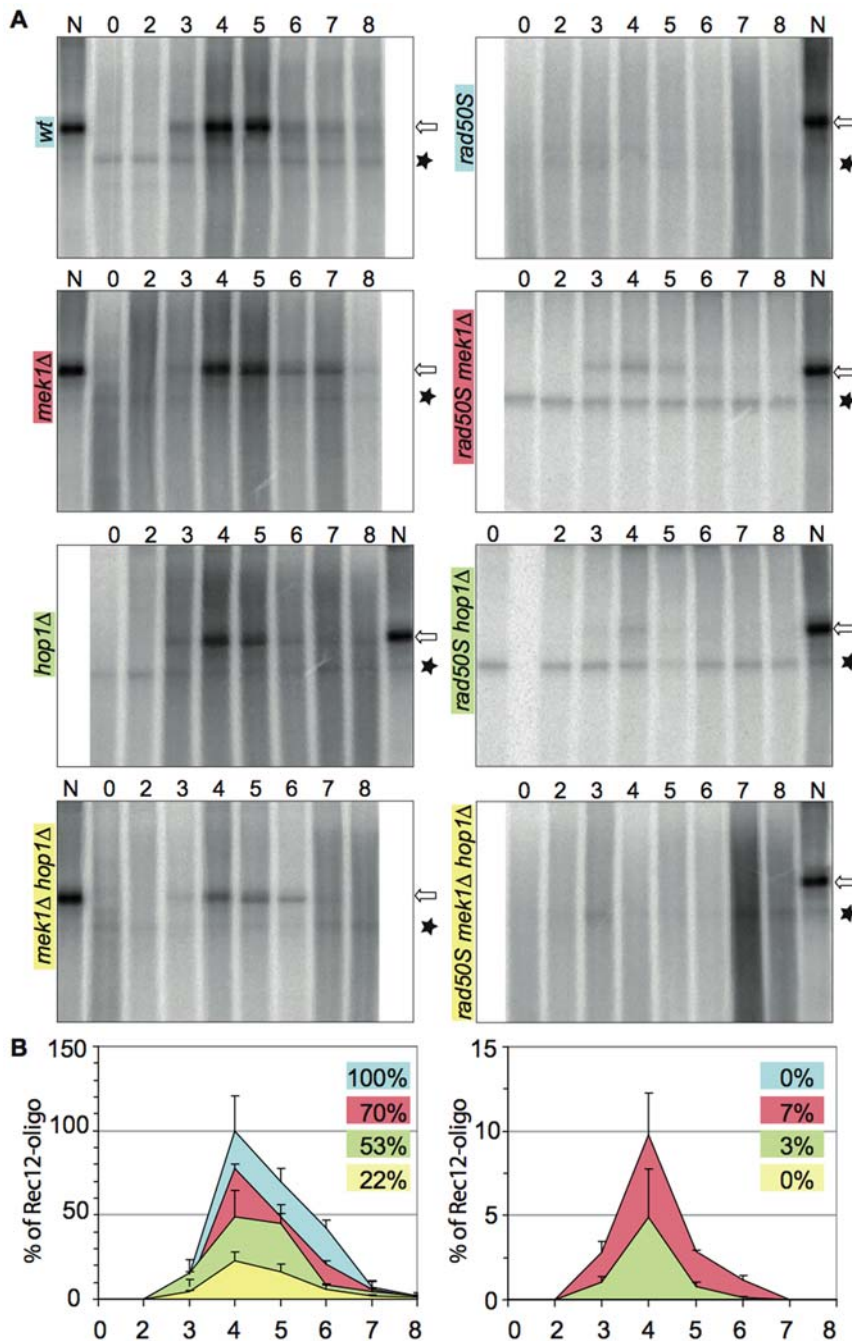 A
N 0 2 3 4 5 6 7 8
wt
0 2 3 4 5 6 7 8 N
rad50S
N 0 2 3 4 5 6 7 8
mek1Δ
0 2 3 4 5 6 7 8 N
rad50S mek1Δ
0 2 3 4 5 6 7 8 N
hop1Δ
0 2 3 4 5 6 7 8 N
rad50S hop1Δ
N 0 2 3 4 5 6 7 8
mek1Δ hop1Δ
0 2 3 4 5 6 7 8 N
rad50S mek1Δ hop1Δ
B
% of Rec12-oligo
150
100
50
0
100%
70%
53%
22%
0 1 2 3 4 5 6 7 8
% of Rec12-oligo
15
10
5
0
0%
7%
3%
0%
0 1 2 3 4 5 6 7 8